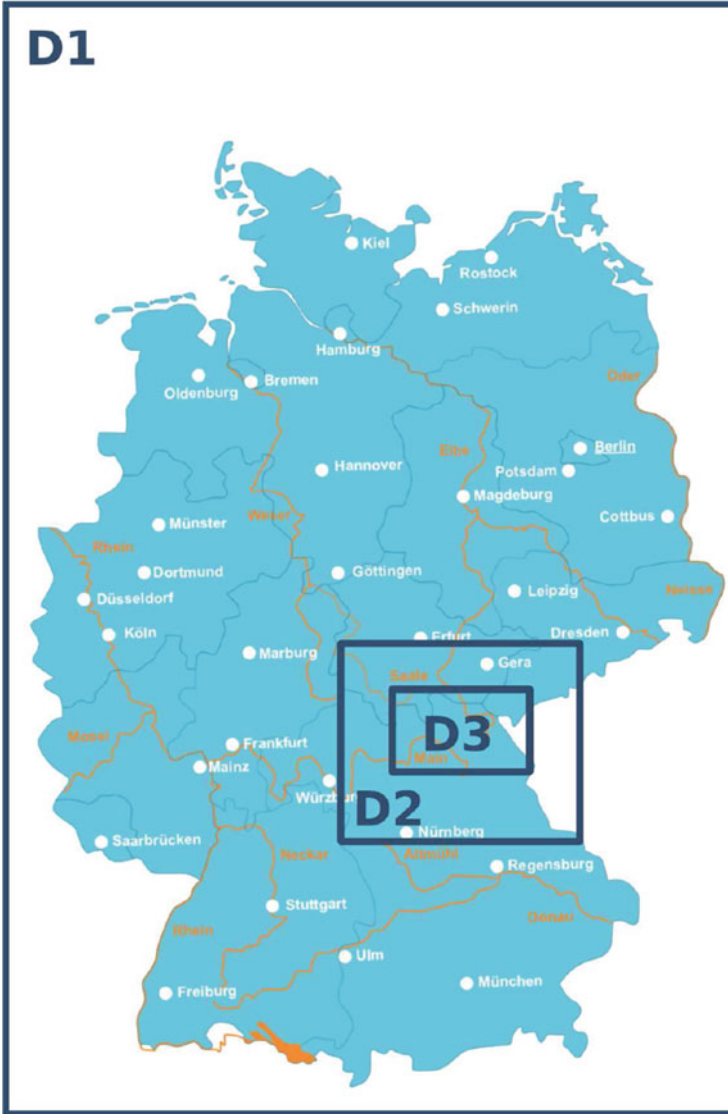 D1
Kiel
Rostock
Schwerin
Hamburg
Oldenburg
Bremen
Oder
Berlin
Elbe
Hannover
Potsdam
Magdeburg
Weser
Münster
Cottbus
Rhein
Dortmund
Göttingen
Leipzig
Neisse
Düsseldorf
Köln
Erfurt
Dresden
Marburg
Gera
Saale
Mosel
D3
Frankfurt
Main
Mainz
Würzbur
D2
Nürnberg
Saarbrücken
Neckar
Altmühl
Regensburg
Stuttgart
Donau
Rhein
Ulm
München
Freiburg